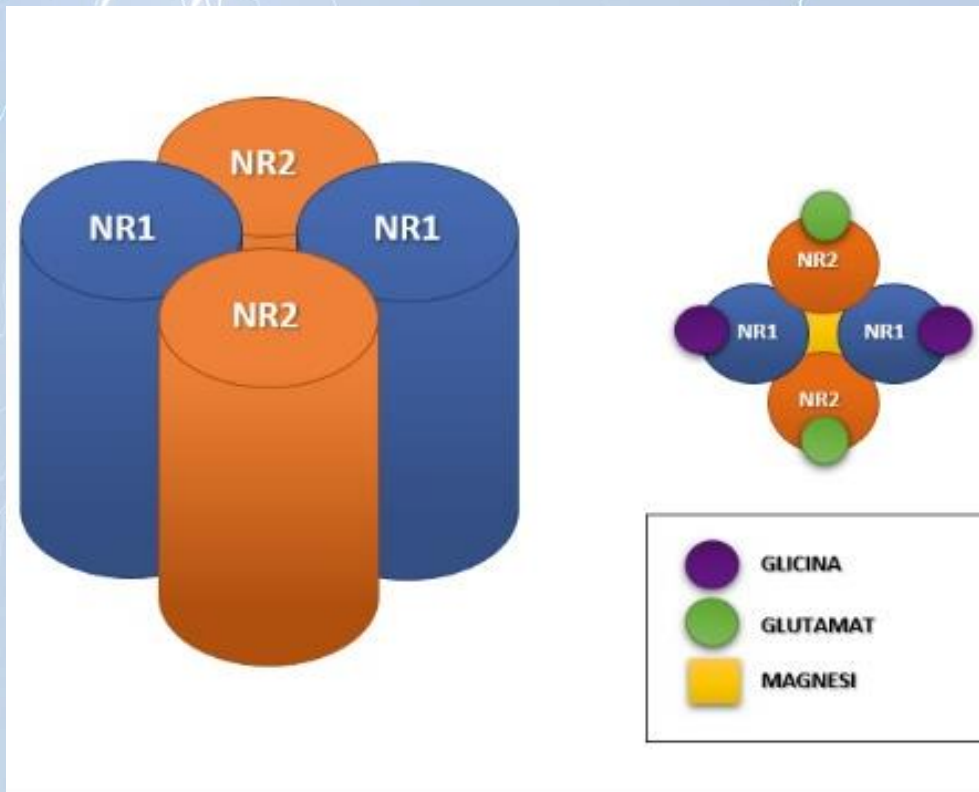 NR2
NR1 NR1
NR2
NR2
NR1 NR1
NR2
GLICINA
GLUTAMAT
MAGNESI